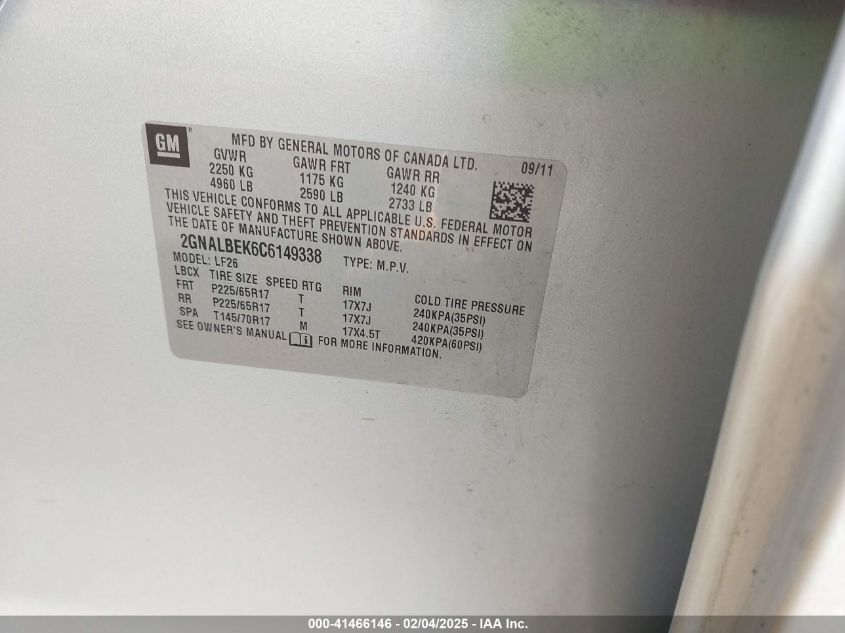 GM
MFD BY GENERAL MOTORS OF CANADA LTD. 09/11
GVWR GAWR FRT GAWR RR
2250 KG 1175 KG 1240 KG
4960 LB 2590 LB 2733 LB
THIS VEHICLE CONFORMS TO ALL APPLICABLE U.S. FEDERAL MOTOR
VEHICLE SAFETY AND THEFT PREVENTION STANDARDS IN EFFECT ON
THE DATE OF MANUFACTURE SHOWN ABOVE.
2GNALBEK6C6149338 TYPE: M.P.V.
MODEL: LF26
LBCX TIRE SIZE SPEED RTG RIM COLD TIRE PRESSURE
FRT P225/65R17 T 17X7J 240KPA(35PSI)
RR P225/65R17 T 17X7J 240KPA(35PSI)
SPA T145/70R17 M 17X4.5T 420KPA(60PSI)
SEE OWNER'S MANUAL FOR MORE INFORMATION.
000-41466146 - 02/04/2025 - IAA Inc.